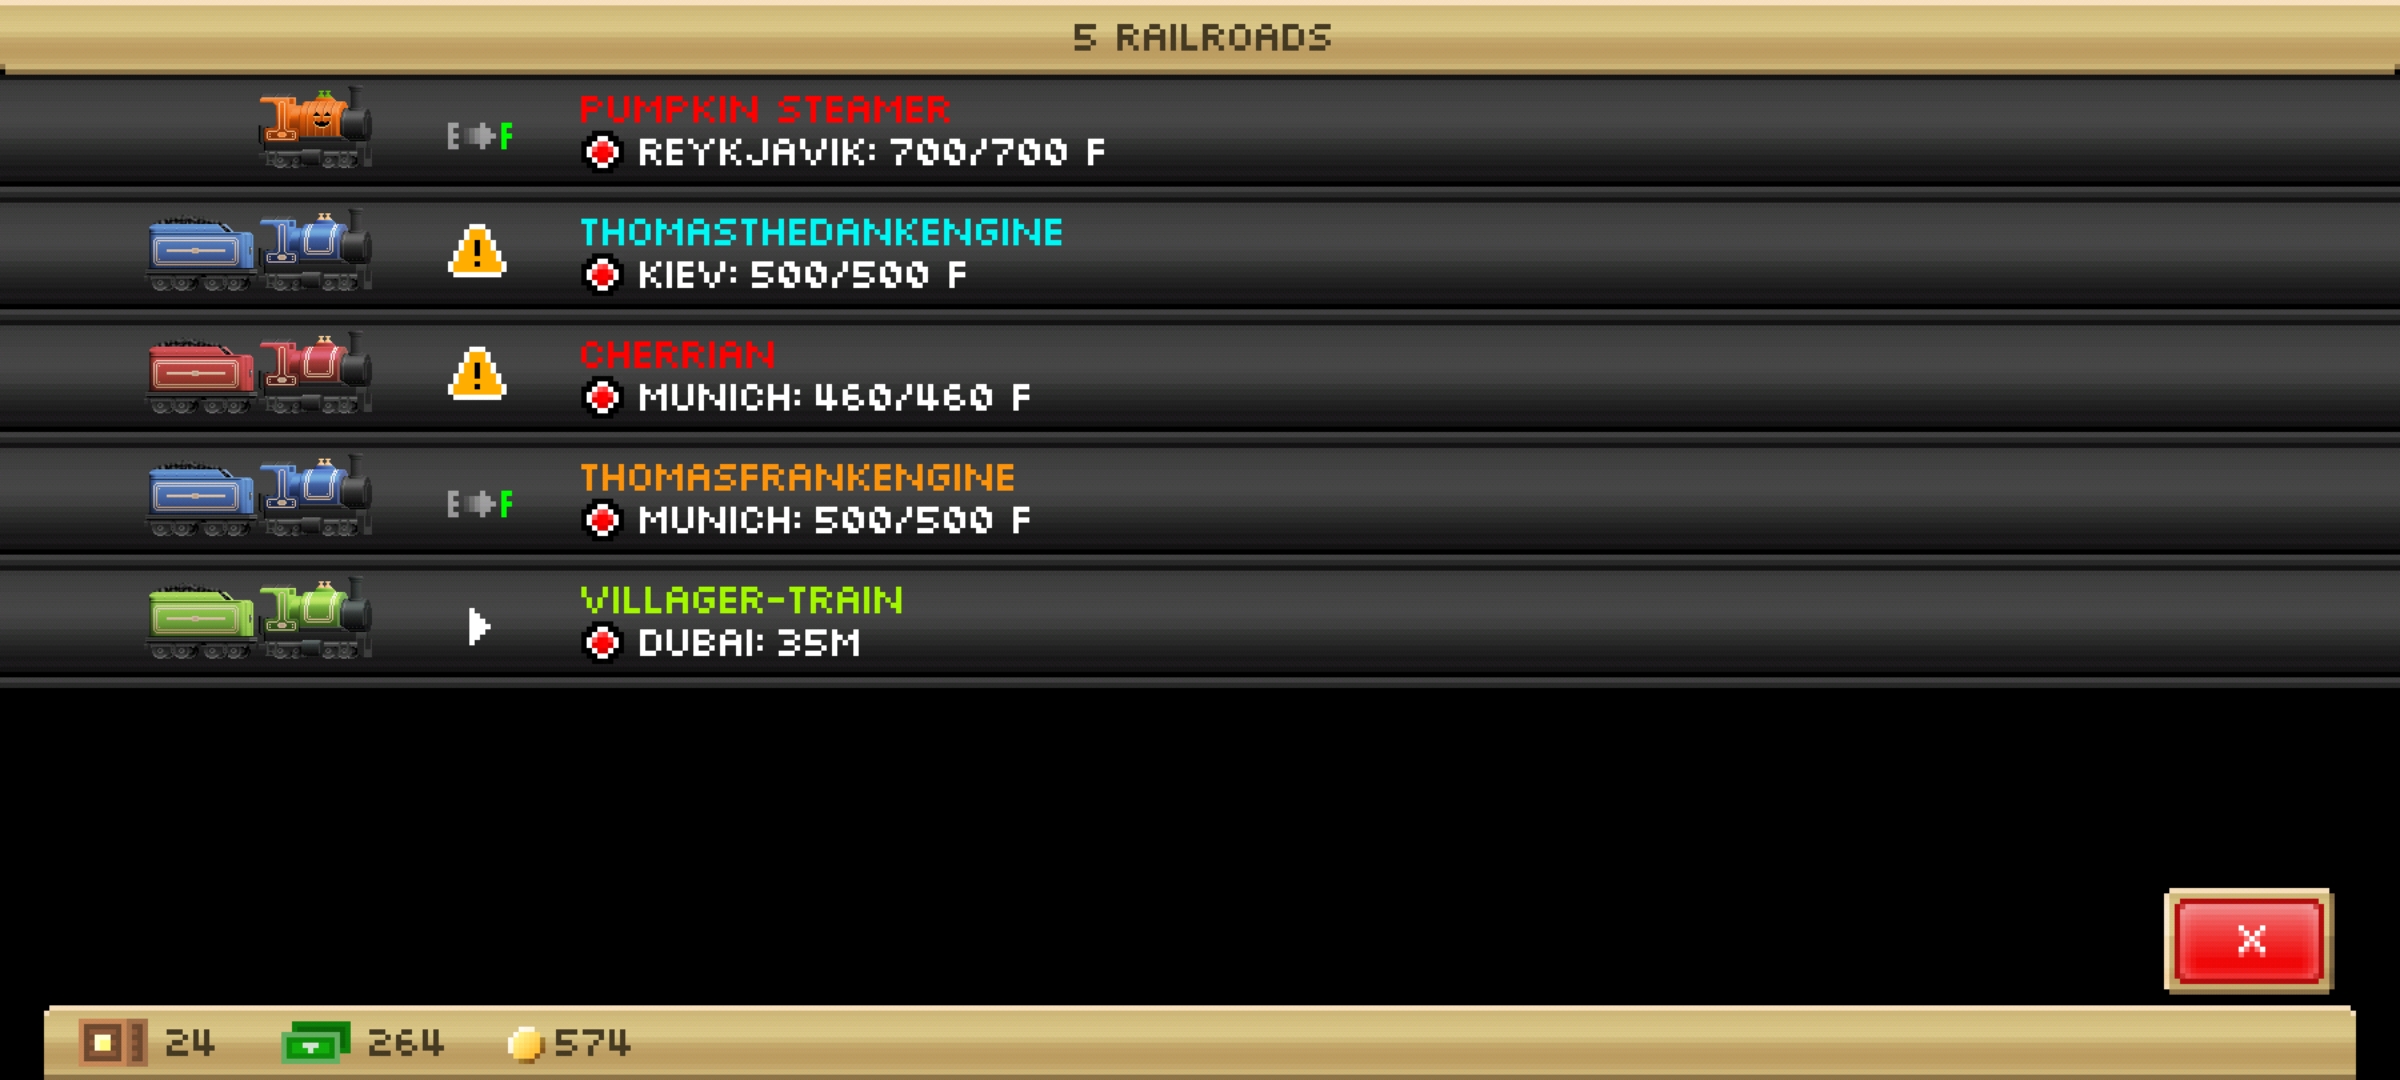 5 RAILROADS
E F
PUMPKIN STEAMER
REYKJAVIK: 700/700 F
!
THOMASTHEDANKENGINE
KIEV: 500/500 F
!
CHERRIAN
MUNICH: 460/460 F
E F
THOMASFRANKENGINE
MUNICH: 500/500 F
VILLAGER-TRAIN
DUBAI: 35M
X
24 264 574